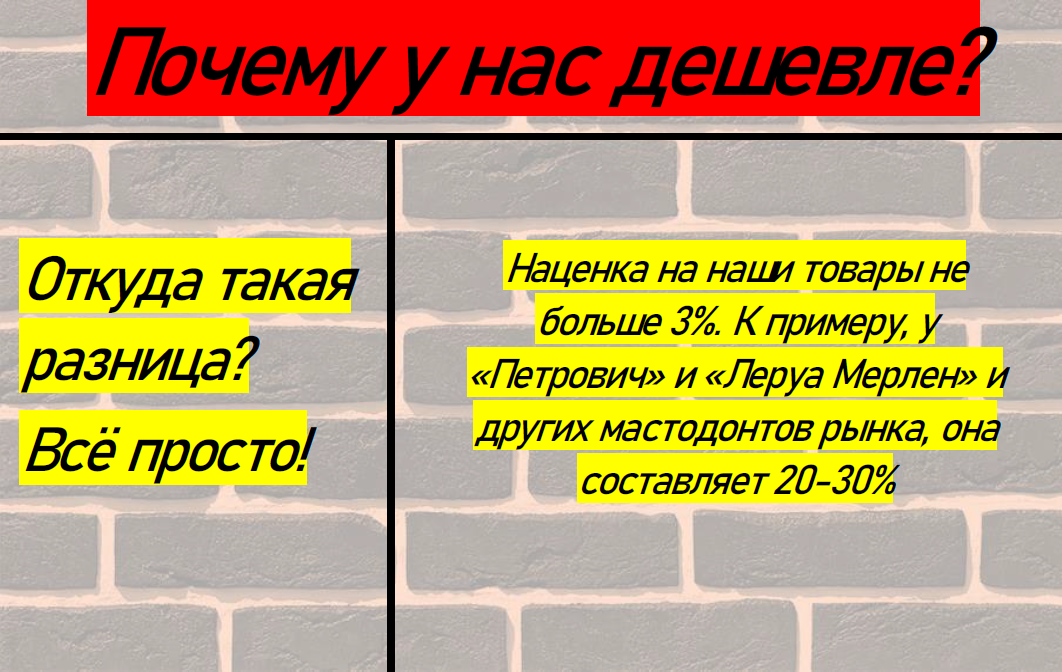 Почему у нас дешевле?
Откуда такая
разница?
Всё просто!
Наценка на наши товары не
больше 3%. К примеру, у
«Петрович» и «Леруа Мерлен» и
других мастодонтов рынка, она
составляет 20-30%